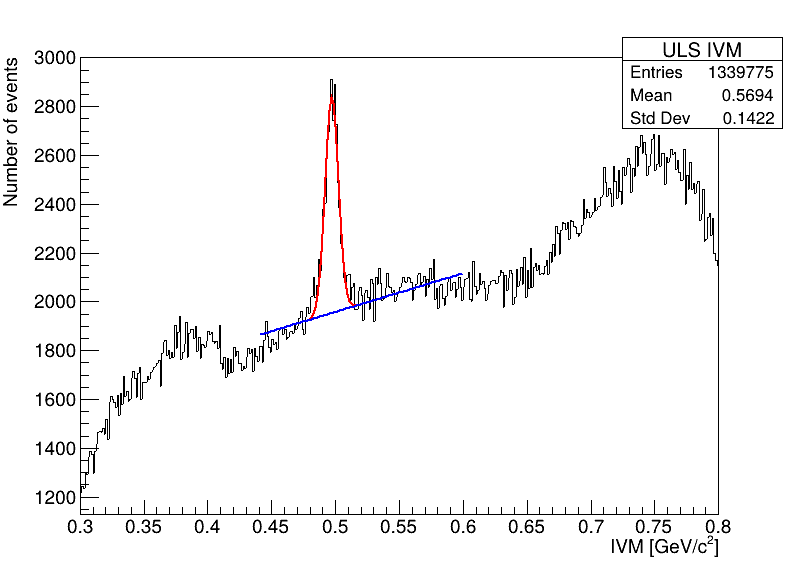 ULS IVM
Entries 1339775
Mean 0.5694
Std Dev 0.1422
Number of events
3000
2800
2600
2400
2200
2000
1800
1600
1400
1200
0.3 0.35 0.4 0.45 0.5 0.55 0.6 0.65 0.7 0.75 0.8
IVM [GeV/c²]